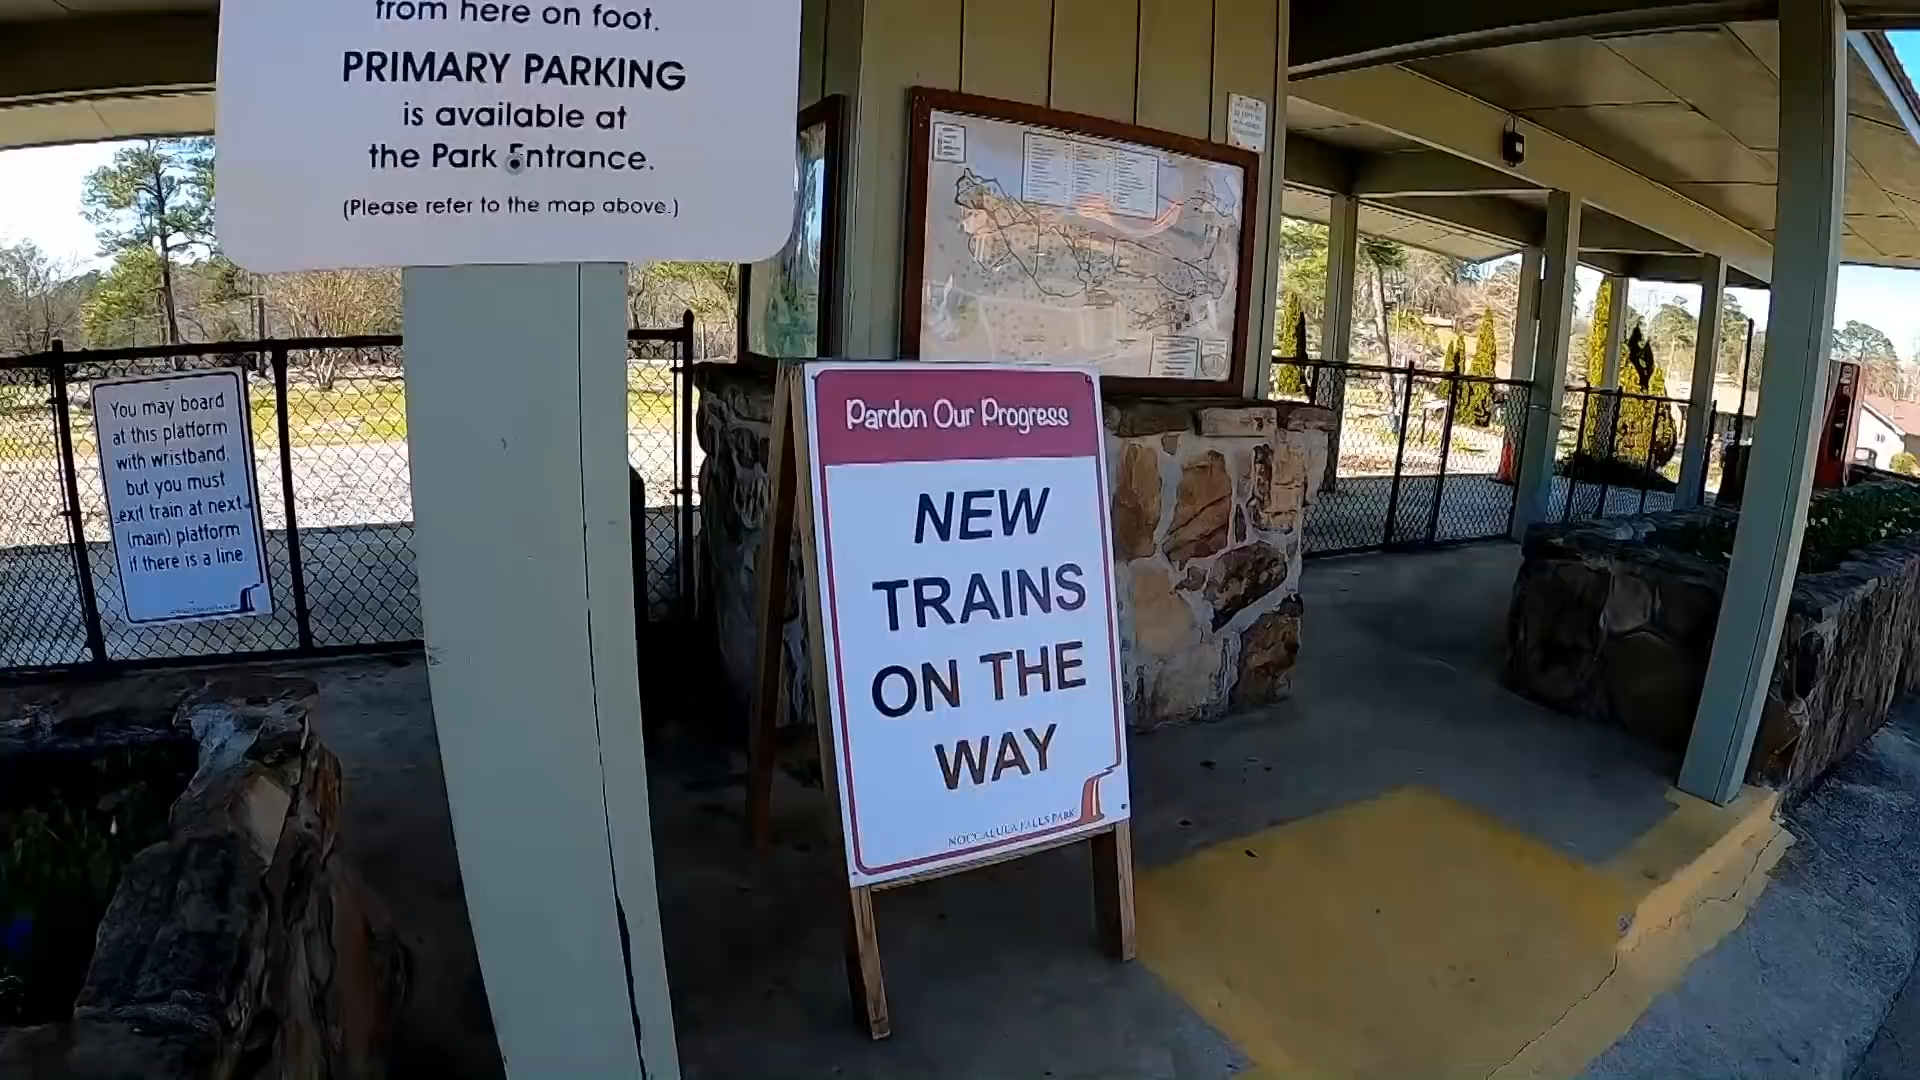 from here on foot.
PRIMARY PARKING
is available at
the Park Entrance.
(Please refer to the map above.)
You may board
at this platform
with wristband,
but you must
exit train at next
(main) platform
if there is a line
Pardon Our Progress
NEW
TRAINS
ON THE
WAY
NOCCALULA FALLS PARK